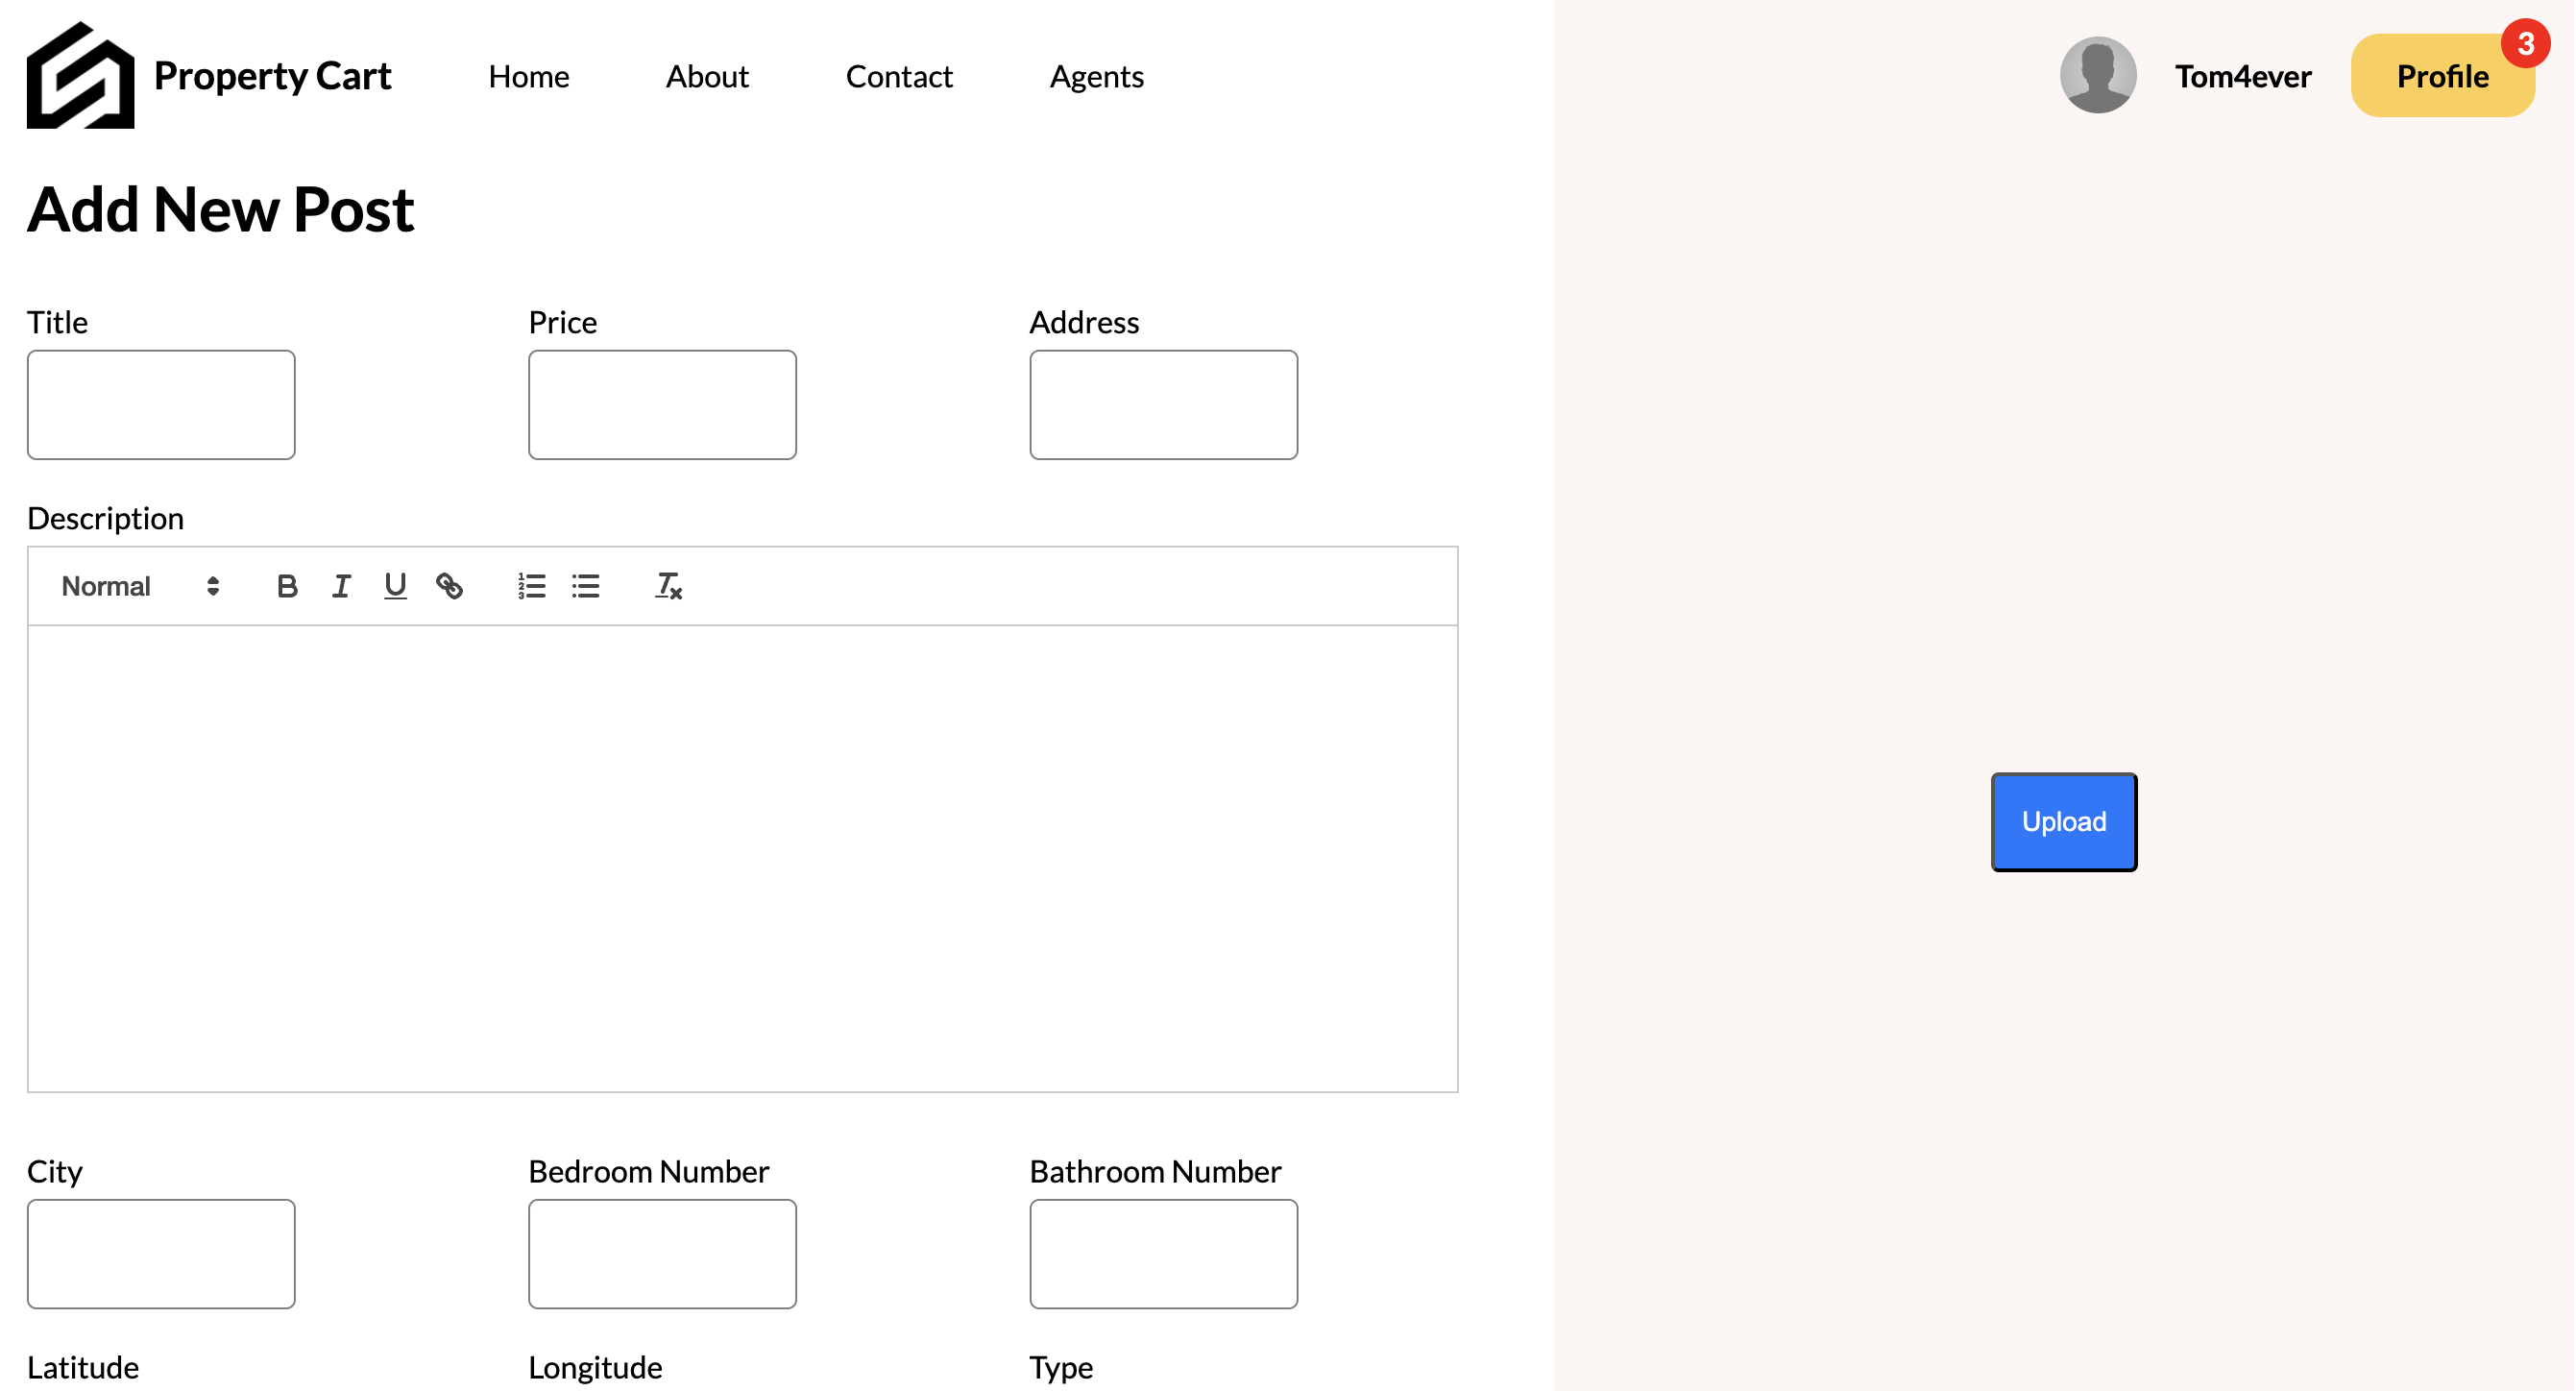 Property Cart Home About Contact Agents Tom4ever Profile 3
Add New Post
Title Price Address
Description
Normal B I U
City Bedroom Number Bathroom Number
Upload
Latitude Longitude Type